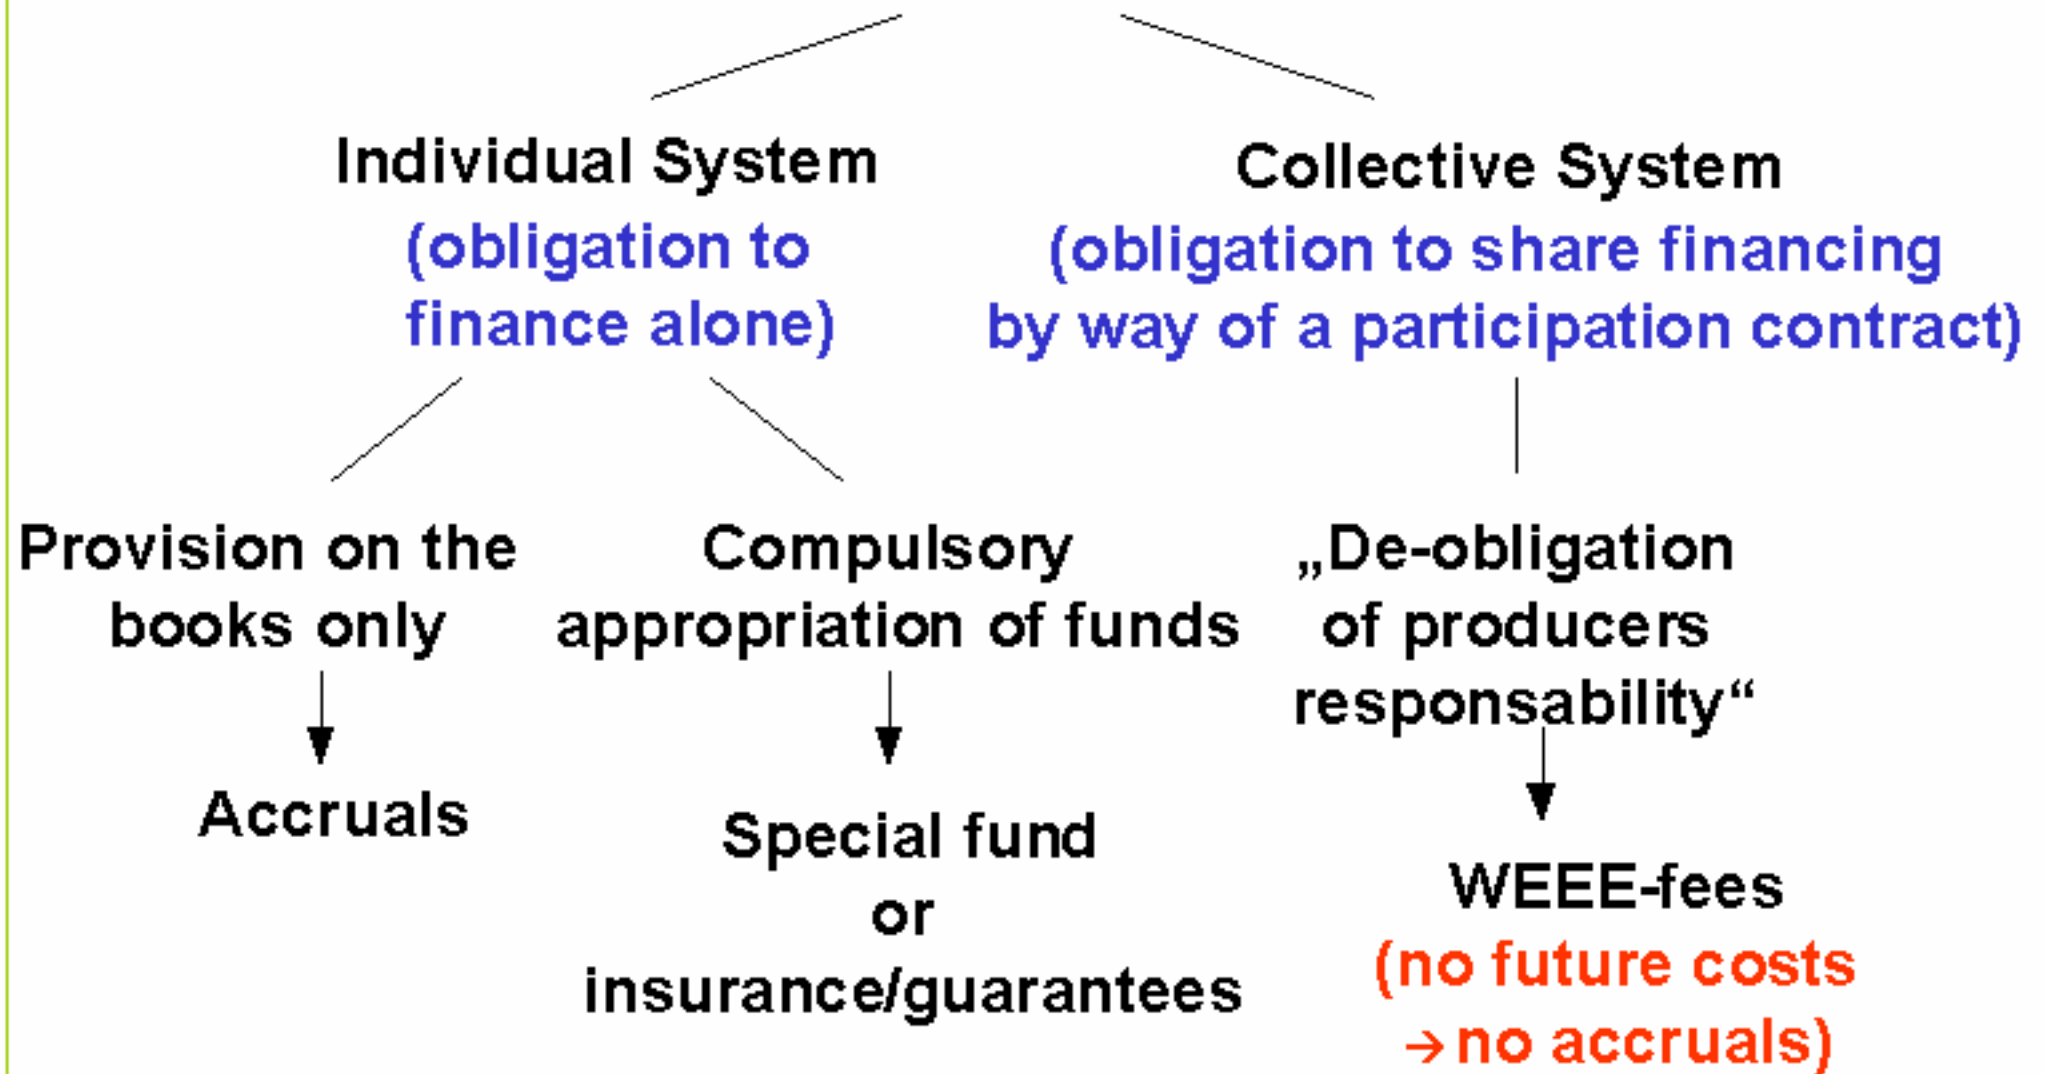 Individual System
(obligation to
finance alone)
Collective System
(obligation to share financing
by way of a participation contract)
Provision on the
books only
Accruals
Compulsory
appropriation of funds
Special fund
or
insurance/guarantees
„De-obligation
of producers
responsability“
WEEE-fees
(no future costs
→ no accruals)